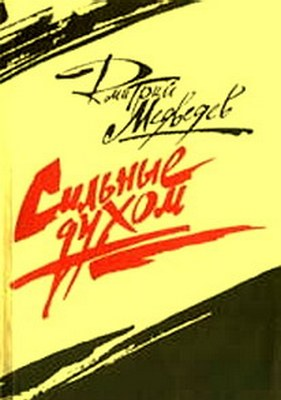 Дмитрий
Медведев
Сильные
духом